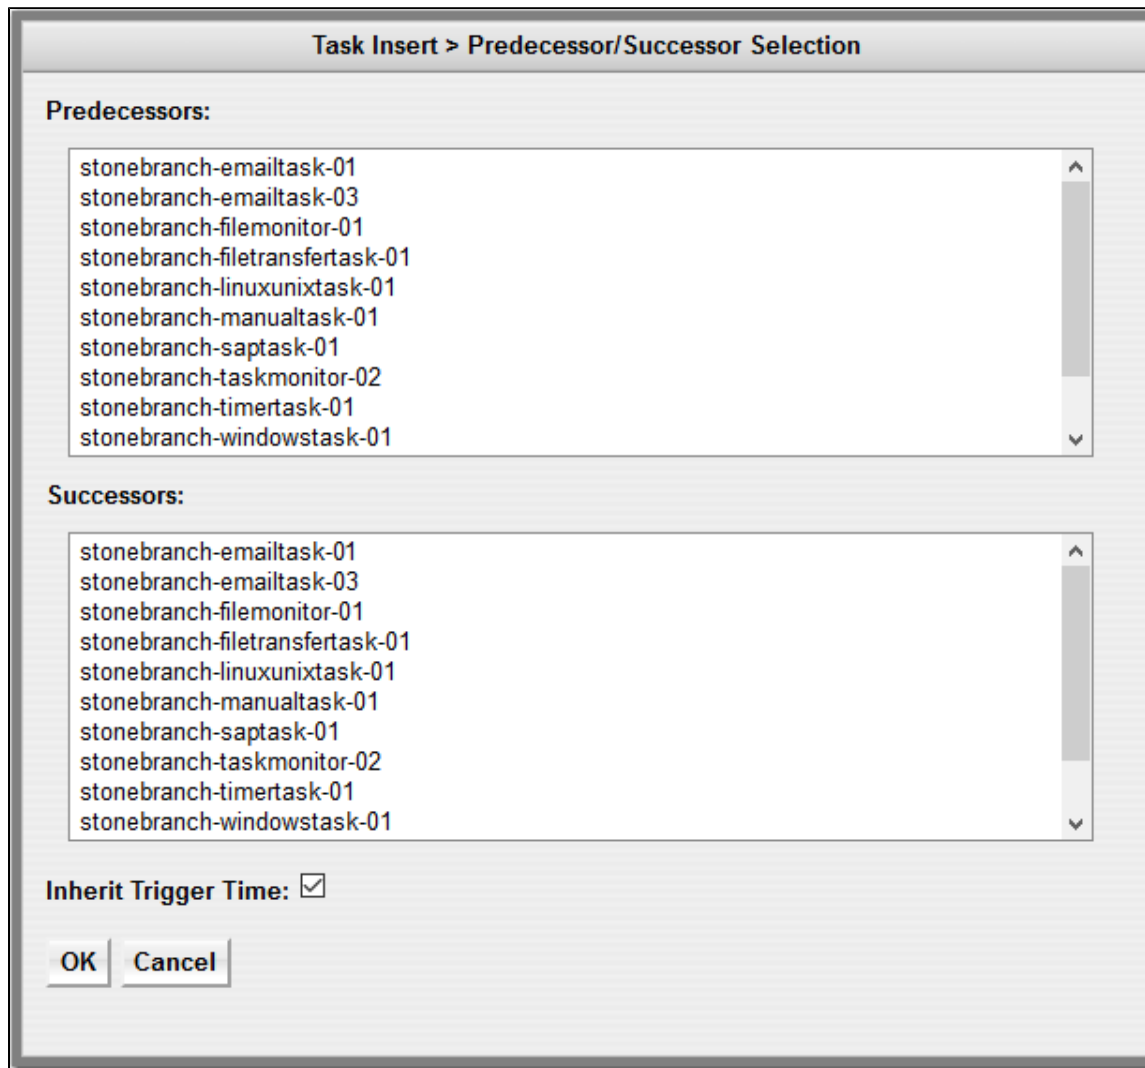 Task Insert > Predecessor/Successor Selection
Predecessors:
stonebranch-emailtask-01
stonebranch-emailtask-03
stonebranch-filemonitor-01
stonebranch-filetransfertask-01
stonebranch-linuxunixtask-01
stonebranch-manualtask-01
stonebranch-saptask-01
stonebranch-taskmonitor-02
stonebranch-timertask-01
stonebranch-windowstask-01
Successors:
stonebranch-emailtask-01
stonebranch-emailtask-03
stonebranch-filemonitor-01
stonebranch-filetransfertask-01
stonebranch-linuxunixtask-01
stonebranch-manualtask-01
stonebranch-saptask-01
stonebranch-taskmonitor-02
stonebranch-timertask-01
stonebranch-windowstask-01
Inherit Trigger Time:
OK Cancel